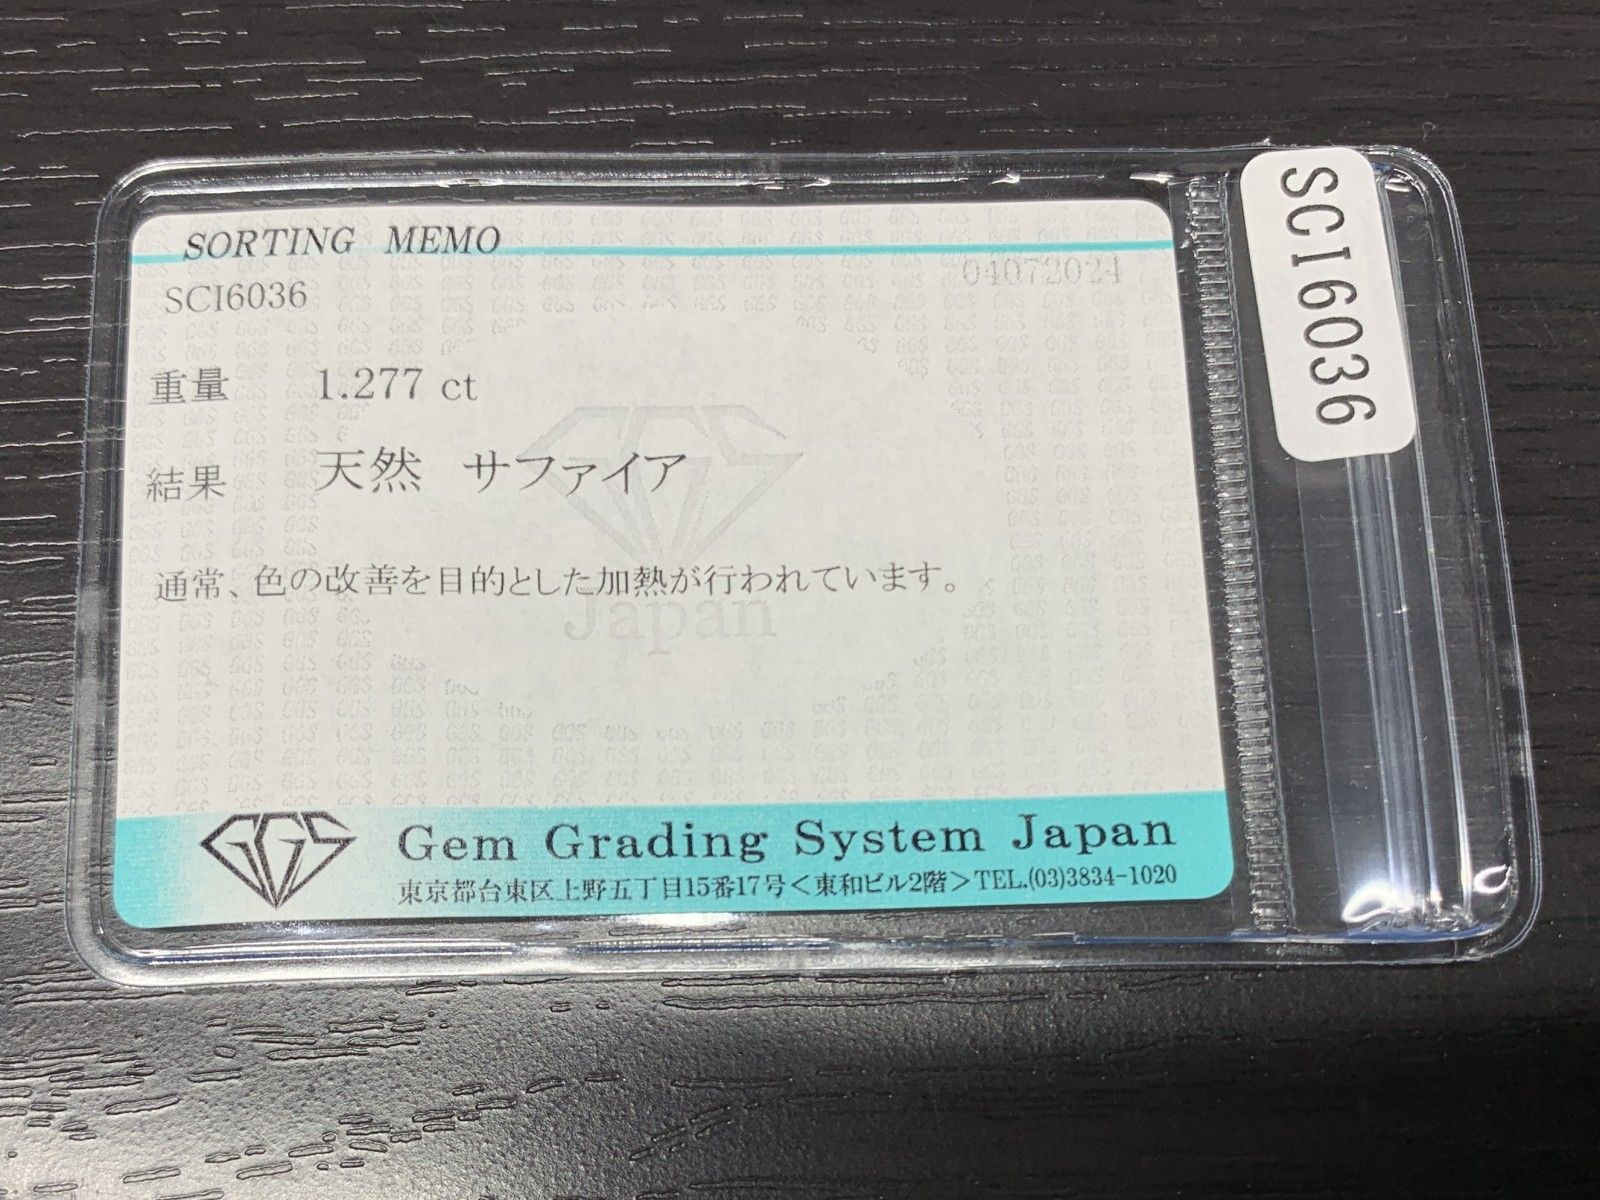 SORTING MEMO
04072024
SCI6036
重量 1.277 ct
結果 天然 サファイア
通常、色の改善を目的とした加熱が行われています。
GGS
Japan
GGS Gem Grading System Japan
東京都台東区上野五丁目15番17号＜東和ビル2階＞TEL.(03)3834-1020
SCI6036